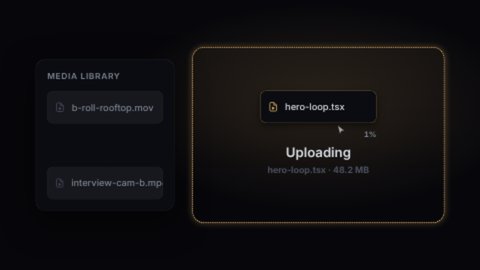 MEDIA LIBRARY
b-roll-rooftop.mov
interview-cam-b.mp
hero-loop.tsx
1%
Uploading
hero-loop.tsx · 48.2 MB